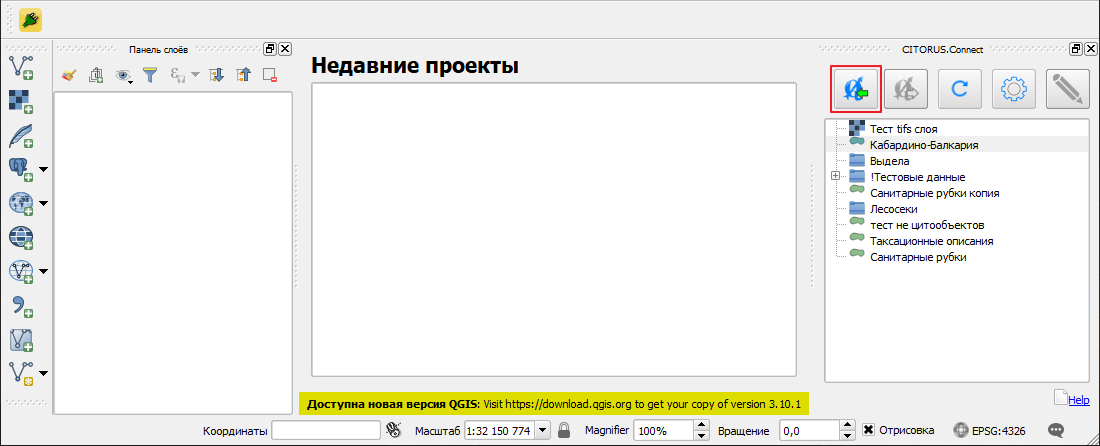 Панель слоёв
CITORUS.Connect
Недавние проекты
Тест tifs слоя
Кабардино-Балкария
Выдела
!Тестовые данные
Санитарные рубки копия
Лесосеки
тест не цитообъектов
Таксационные описания
Санитарные рубки
Help
Доступна новая версия QGIS: Visit https://download.qgis.org to get your copy of version 3.10.1
Координаты Масштаб 1:32 150 774 Magnifier 100% Вращение 0,0 Отрисовка EPSG:4326